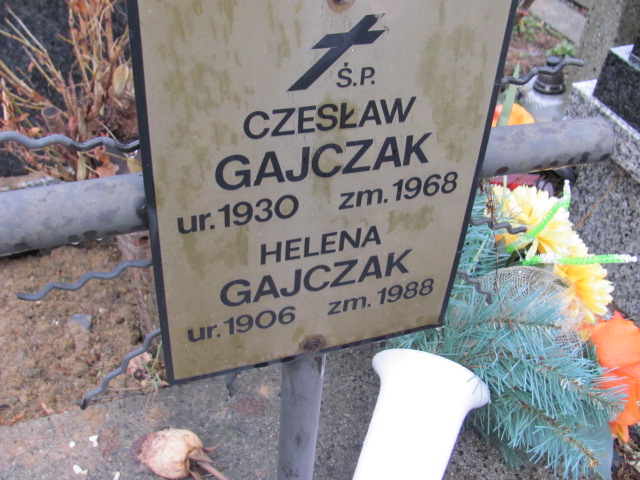 Ś.P.
CZESŁAW
GAJCZAK
ur.1930 zm.1968
HELENA
GAJCZAK
ur.1906 zm.1988